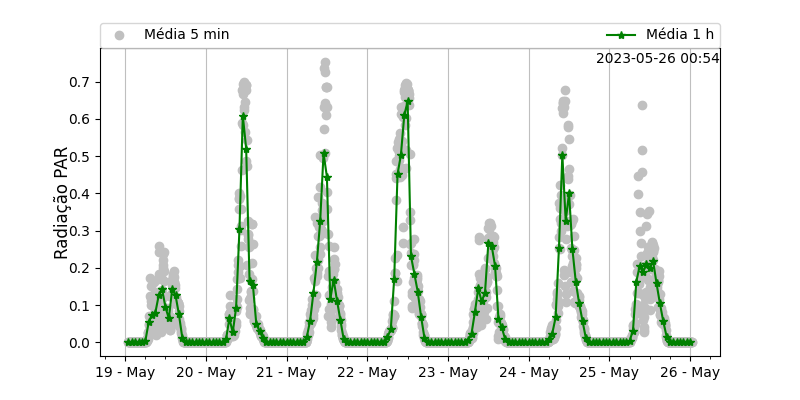 Média 5 min
Média 1 h
2023-05-26 00:54
Radiação PAR
0.7
0.6
0.5
0.4
0.3
0.2
0.1
0.0
19 - May
20 - May
21 - May
22 - May
23 - May
24 - May
25 - May
26 - May